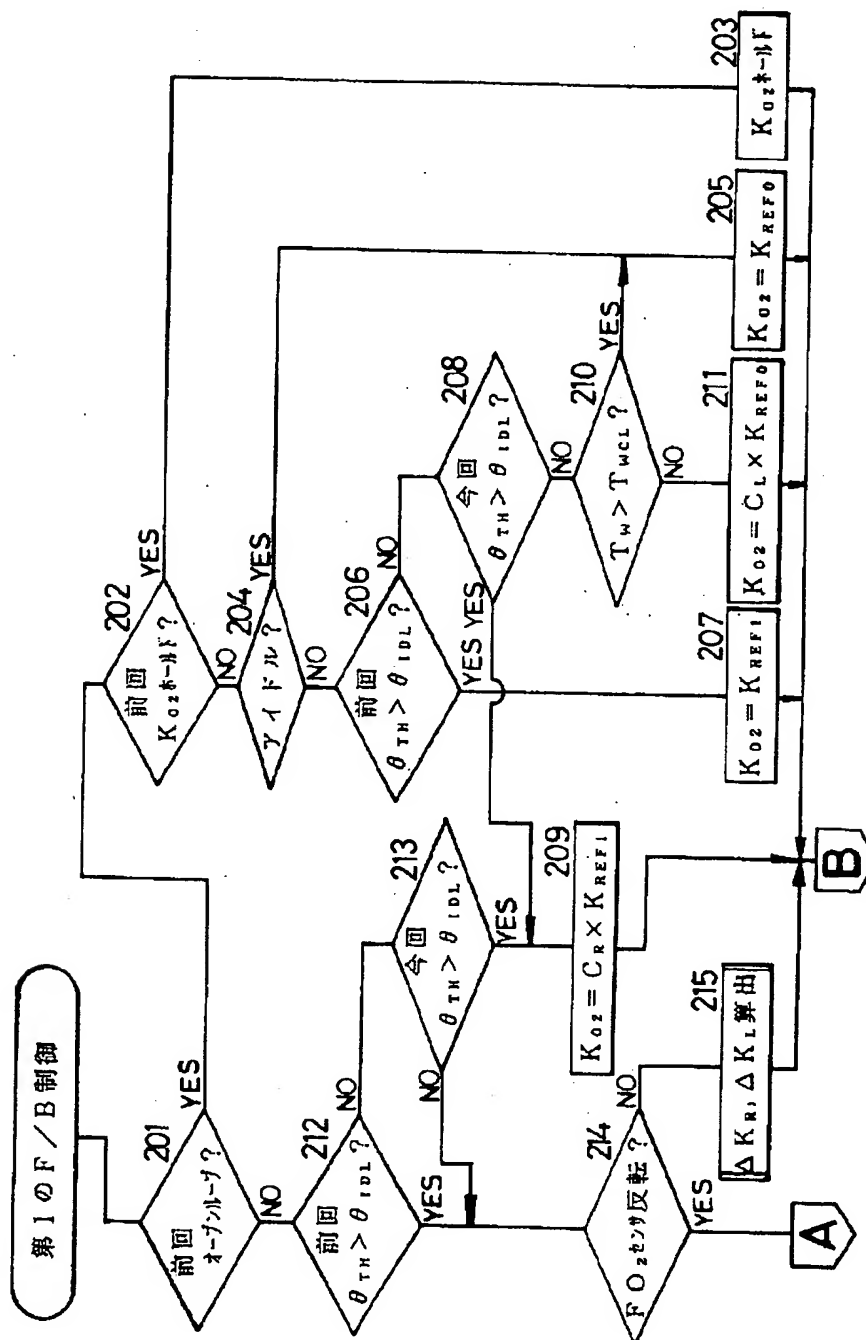 第1のF/B制御
201
前回
オープンループ?
YES
NO
202
前回
KO2ホールド?
YES
NO
203
KO2ホールド
204
アイドル?
YES
NO
205
KO2=KREF0
206
前回
θTH>θIDL?
NO
YES
207
KO2=KREF1
208
今回
θTH>θIDL?
YES
NO
210
TW>TWCL?
YES
NO
211
KO2=CL×KREF0
212
前回
θTH>θIDL?
NO
YES
213
今回
θTH>θIDL?
NO
YES
209
KO2=CR×KREF1
214
FO2センサ反転?
NO
YES
215
ΔKR,ΔKL算出
A
B